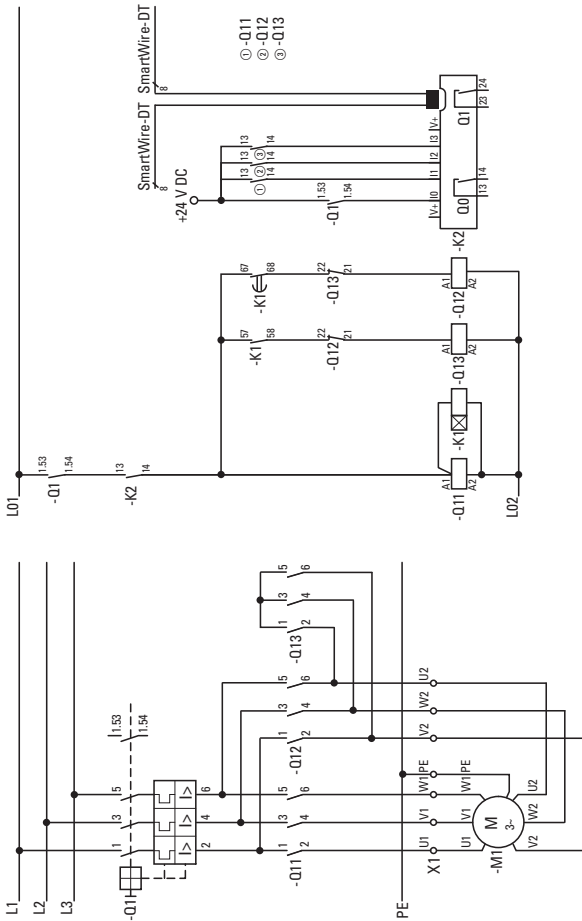 L01
-Q1
1.53
1.54
-K2
13
14
-K1
57
58
-K1
67
68
-Q12
22
21
-Q13
22
21
A1
A2
-Q11
-K1
A1
A2
-Q13
A1
A2
-Q12
L02
SmartWire-DT
8
SmartWire-DT
8
+24 V DC
-Q1
1.53
1.54
13
14
①
13
14
②
13
14
③
① -Q11
② -Q12
③ -Q13
-K2
V+
I0
I1
I2
I3
V+
Q0
13
14
Q1
23
24
L1
L2
L3
-Q1
1
3
5
1.53
1.54
I>
I>
I>
2
4
6
-Q11
1
2
3
4
5
6
-Q12
1
2
3
4
5
6
-Q13
1
2
3
4
5
6
PE
X1
U1
V1
W1
PE
V2
W2
U2
U1
V1
W1
PE
M
3~
-M1
V2
W2
U2